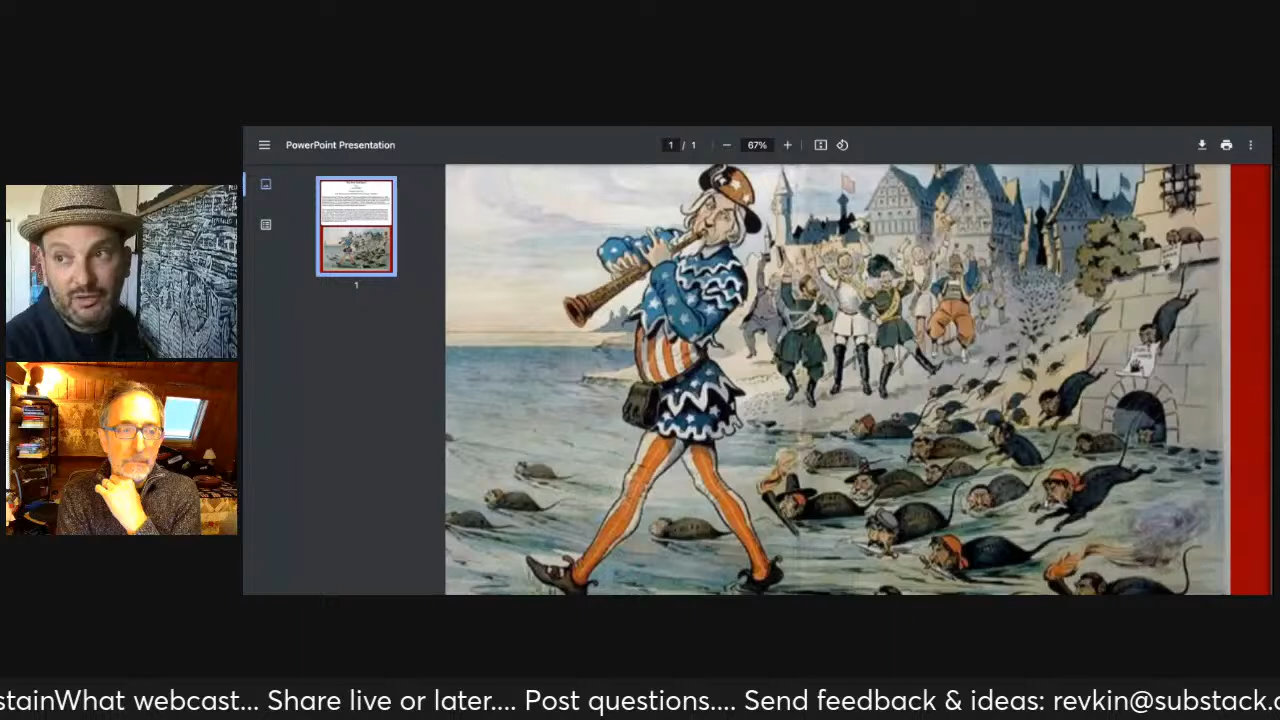 PowerPoint Presentation
1 / 1
67%
1
stainWhat webcast... Share live or later.... Post questions.... Send feedback & ideas: revkin@substack.c